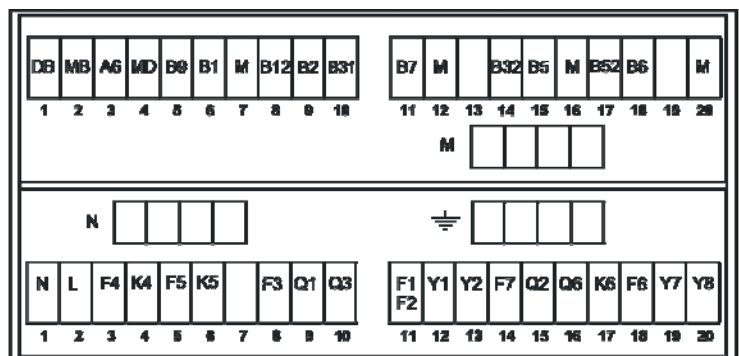 DB MB A6 MD B9 B1 M B12 B2 B31 B7 M B32 B5 M B52 B6 M
1 2 3 4 5 6 7 8 9 10 11 12 13 14 15 16 17 18 19 20
M
N
N L F4 K4 F5 K5 F3 Q1 Q3 F1 Y1 Y2 F7 Q2 Q6 K6 F6 Y7 Y8
F2
1 2 3 4 5 6 7 8 9 10 11 12 13 14 15 16 17 18 19 20